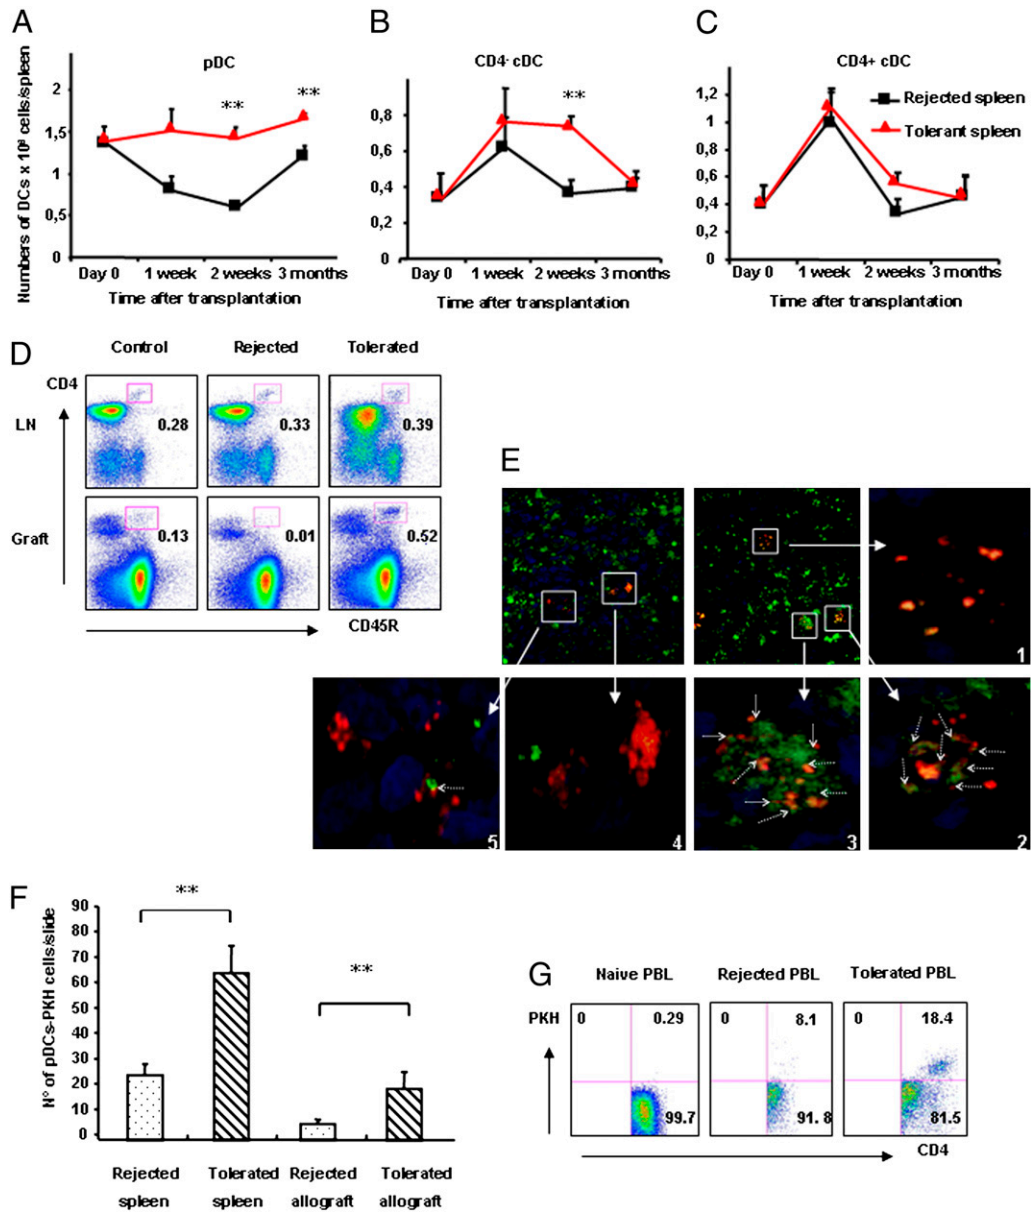 A
B
C
pDC
CD4- cDC
CD4+ cDC
Numbers of DCs x 10⁶ cells/spleen
2
1,5
1
0,5
0
0,8
0,6
0,4
0,2
0
1,2
1
0,8
0,6
0,4
0,2
0
Rejected spleen
Tolerant spleen
** **
**
Day 0 1 week 2 weeks 3 months
Day 0 1 week 2 weeks 3 months
Day 0 1 week 2 weeks 3 months
Time after transplantation
Time after transplantation
Time after transplantation
D
Control Rejected Tolerated
CD4
LN
0.28 0.33 0.39
Graft
0.13 0.01 0.52
CD45R
E
1
5 4 3 2
F
N° of pDCs-PKH cells/slide
90
80
70
60
50
40
30
20
10
0
**
**
Rejected spleen
Tolerated spleen
Rejected allograft
Tolerated allograft
G
Naive PBL Rejected PBL Tolerated PBL
PKH
0 0.29 0 8.1 0 18.4
99.7 91.8 81.5
CD4